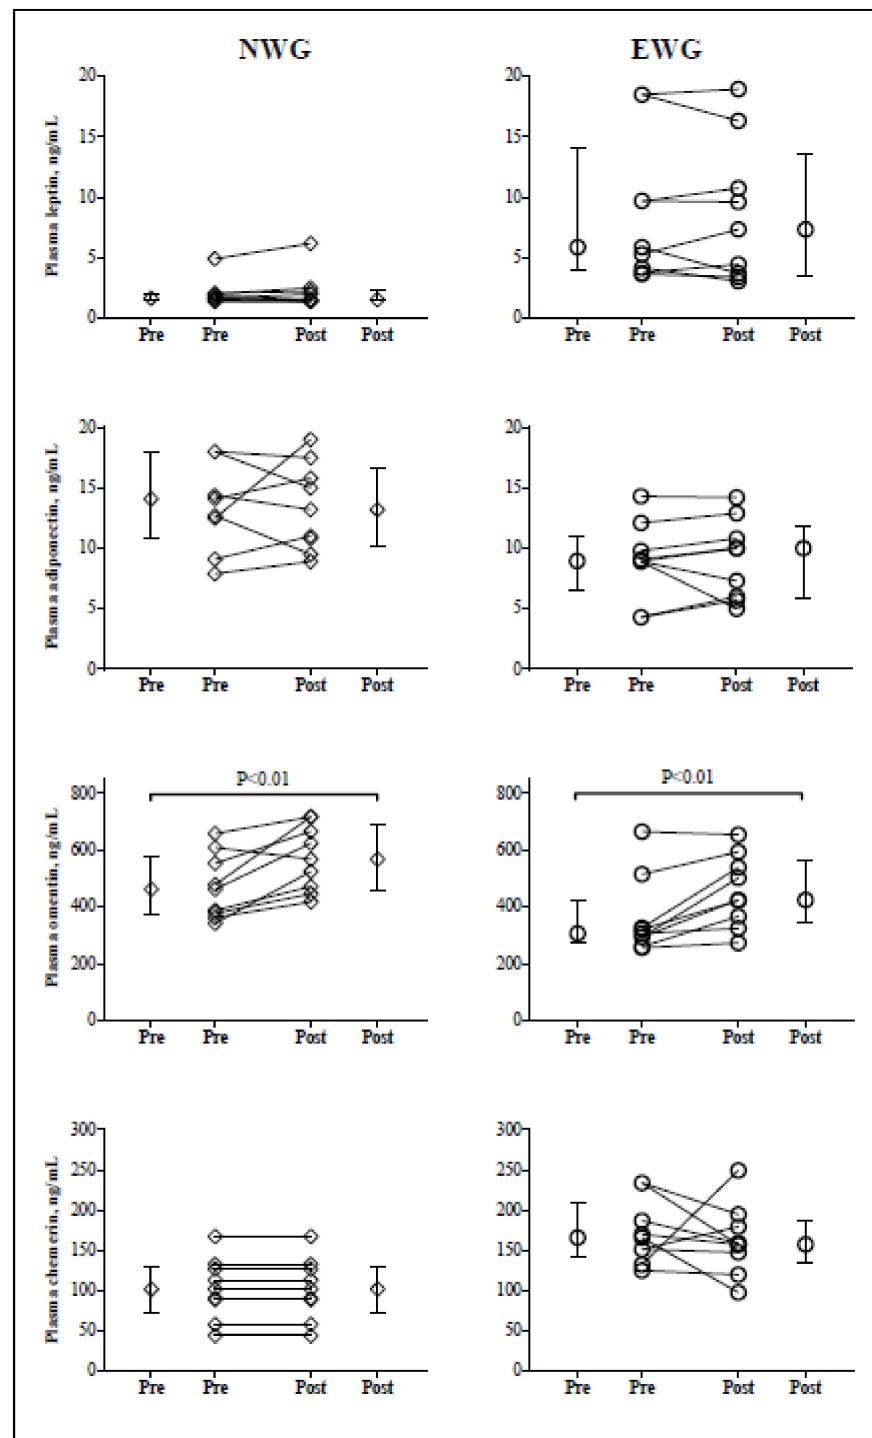 NWG EWG
Plasma leptin, ng/mL
20
15
10
5
0
Pre Pre Post Post
20
15
10
5
0
Pre Pre Post Post
Plasma adiponectin, ng/mL
20
15
10
5
0
Pre Pre Post Post
20
15
10
5
0
Pre Pre Post Post
Plasma omentin, ng/mL
P<0.01
800
600
400
200
0
Pre Pre Post Post
P<0.01
800
600
400
200
0
Pre Pre Post Post
Plasma chemerin, ng/mL
300
250
200
150
100
50
0
Pre Pre Post Post
300
250
200
150
100
50
0
Pre Pre Post Post